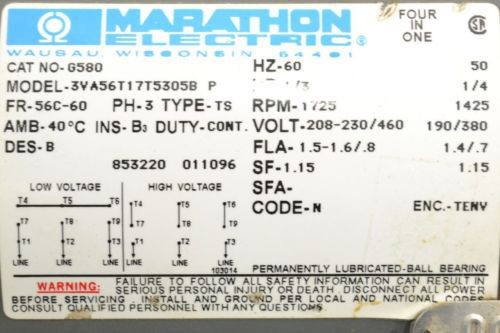 MARATHON
ELECTRIC
WAUSAU, WISCONSIN 54401
FOUR
IN
ONE
SA
CAT NO-G580 HZ-60 50
MODEL-3VA56T17T5305B P 1/3 1/4
FR-56C-60 PH-3 TYPE-TS RPM-1725 1425
AMB-40°C INS-B3 DUTY-CONT. VOLT-208-230/460 190/380
DES-B FLA-1.5-1.6/.8 1.4/.7
853220 011096 SF-1.15 1.15
SFA-
LOW VOLTAGE HIGH VOLTAGE CODE-N ENC.-TENV
T4 T5 T6 T4 T5 T6
T7 T8 T9 T7 T8 T9
T1 T2 T3 T1 T2 T3
LINE LINE LINE LINE LINE LINE
103014
PERMANENTLY LUBRICATED-BALL BEARING
WARNING: FAILURE TO FOLLOW ALL SAFETY INFORMATION CAN RESULT IN
SERIOUS PERSONAL INJURY OR DEATH. DISCONNECT ALL POWER
BEFORE SERVICING. INSTALL AND GROUND PER LOCAL AND NATIONAL CODES.
CONSULT QUALIFIED PERSONNEL WITH ANY QUESTIONS